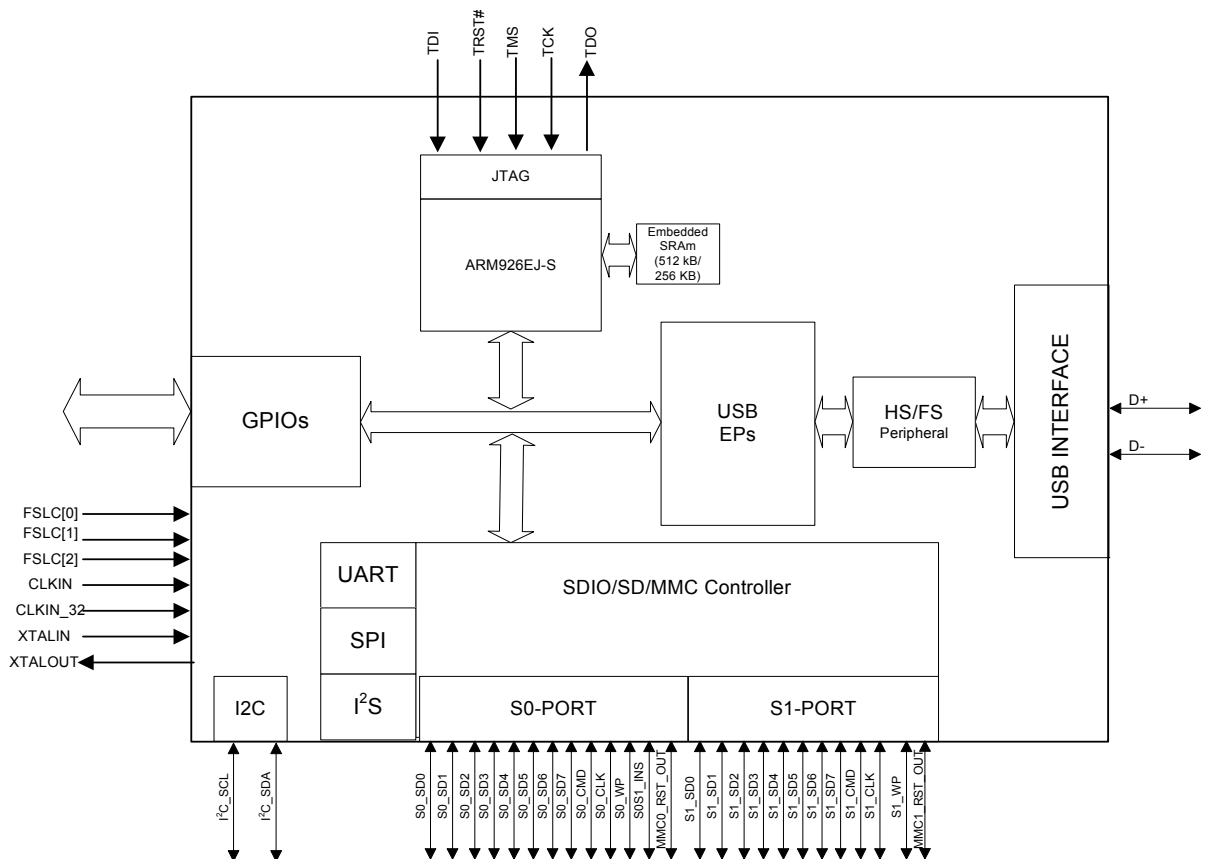 TDI
TRST#
TMS
TCK
TDO
JTAG
ARM926EJ-S
Embedded
SRAm
(512 kB/
256 KB)
GPIOs
USB
EPs
HS/FS
Peripheral
USB INTERFACE
D+
D-
FSLC[0]
FSLC[1]
FSLC[2]
CLKIN
CLKIN_32
XTALIN
XTALOUT
UART
SPI
I²S
SDIO/SD/MMC Controller
I2C
S0-PORT
S1-PORT
I²C_SCL
I²C_SDA
S0_SD0
S0_SD1
S0_SD2
S0_SD3
S0_SD4
S0_SD5
S0_SD6
S0_SD7
S0_CMD
S0_CLK
S0_WP
S0S1_INS
MMC0_RST_OUT
S1_SD0
S1_SD1
S1_SD2
S1_SD3
S1_SD4
S1_SD5
S1_SD6
S1_SD7
S1_CMD
S1_CLK
S1_WP
MMC1_RST_OUT